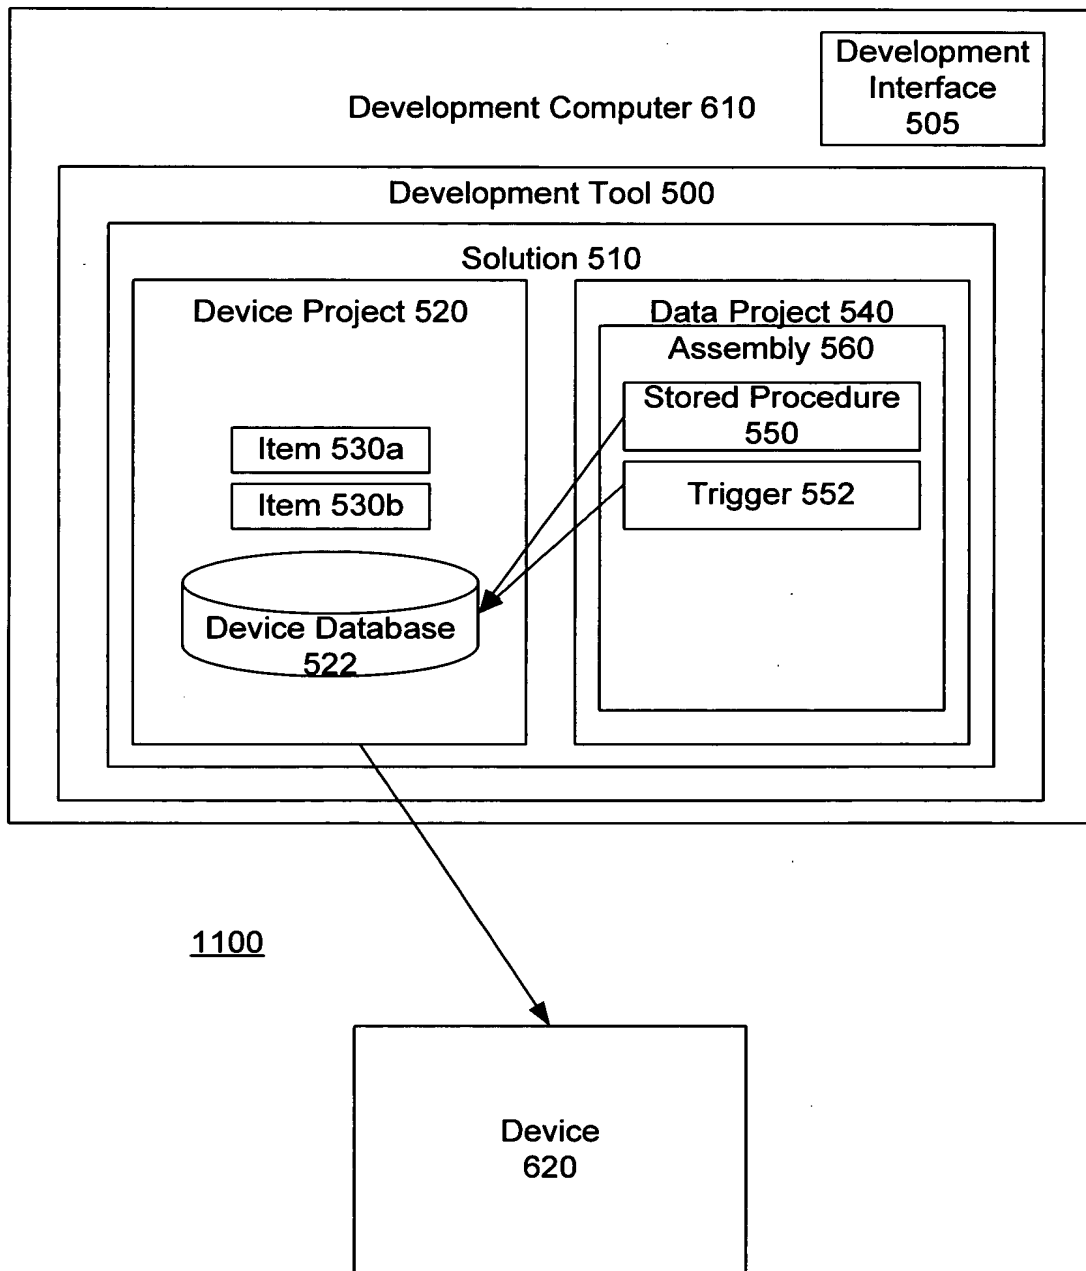 Development
Interface
505
Development Computer 610
Development Tool 500
Solution 510
Device Project 520
Data Project 540
Assembly 560
Stored Procedure
550
Item 530a
Item 530b
Trigger 552
Device Database
522
1100
Device
620